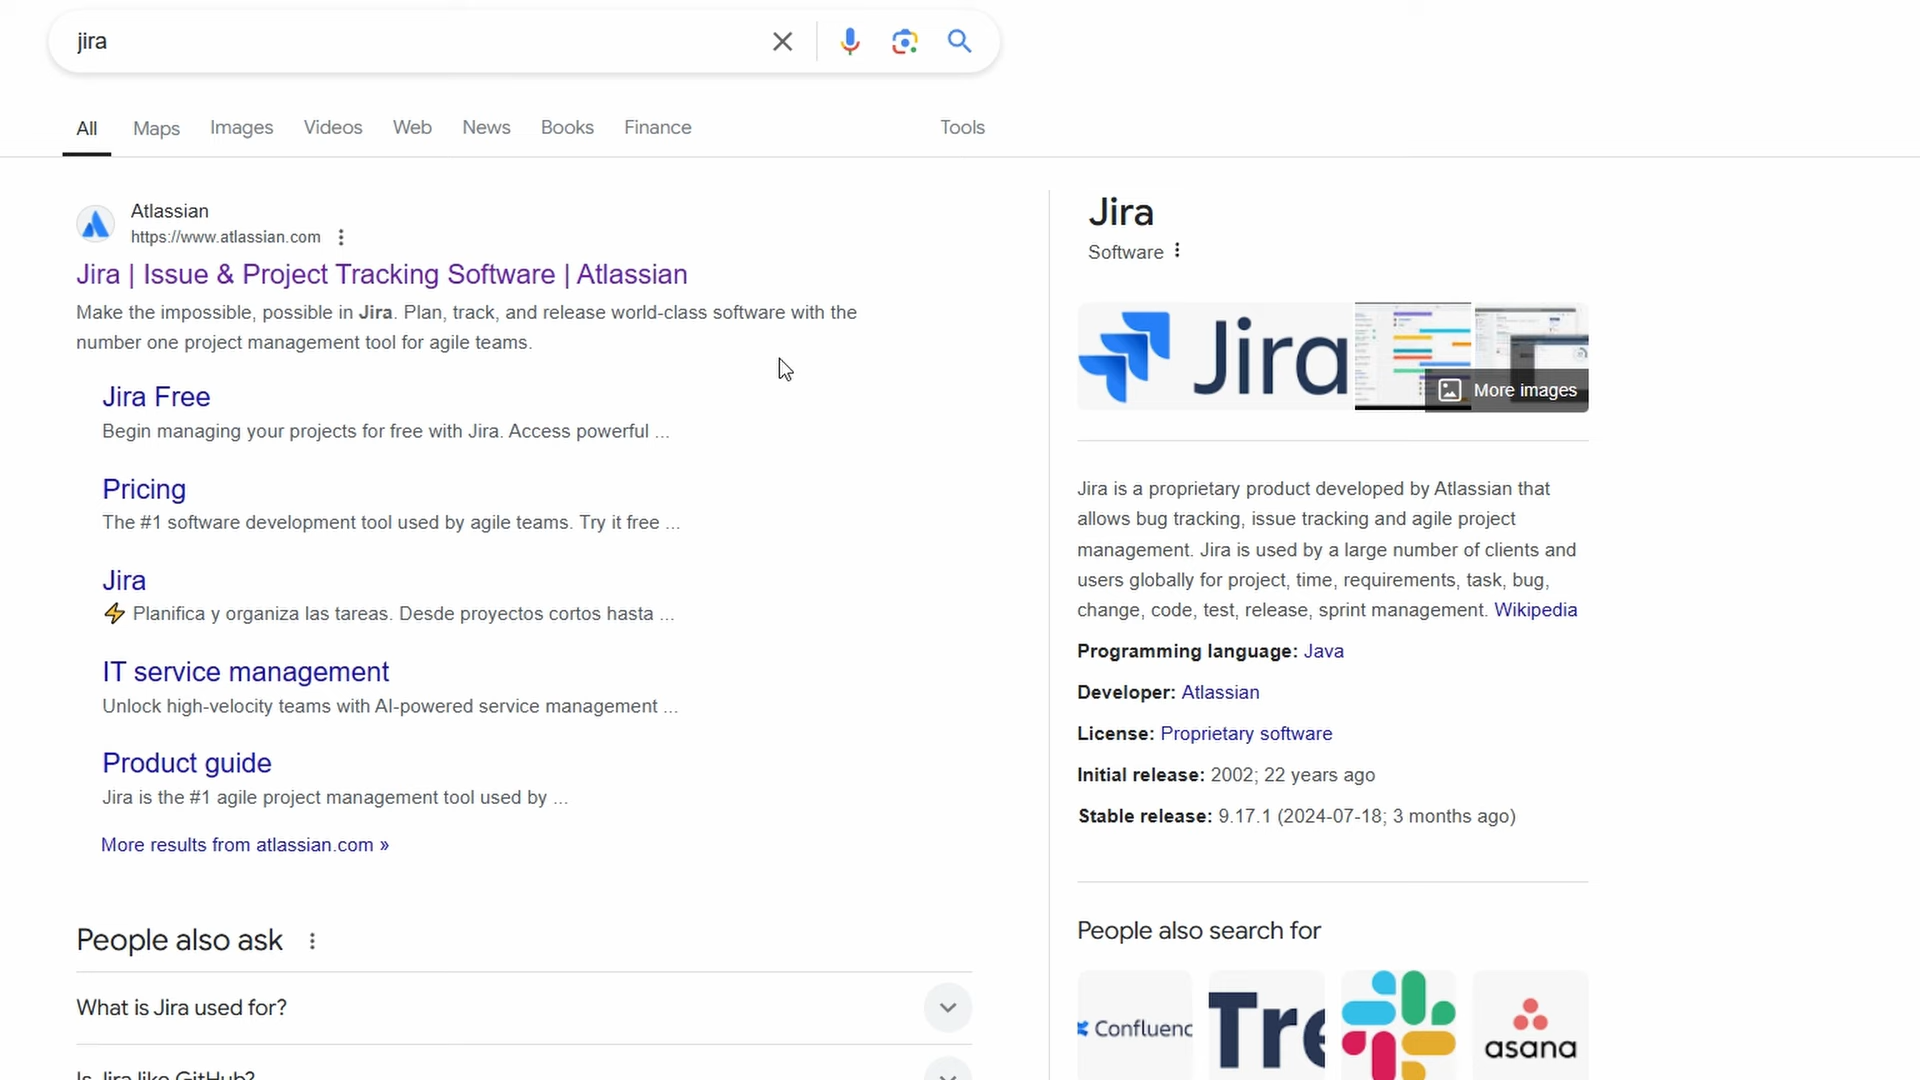 jira
All Maps Images Videos Web News Books Finance Tools
Atlassian
https://www.atlassian.com
Jira | Issue & Project Tracking Software | Atlassian
Make the impossible, possible in Jira. Plan, track, and release world-class software with the
number one project management tool for agile teams.
Jira Free
Begin managing your projects for free with Jira. Access powerful ...
Pricing
The #1 software development tool used by agile teams. Try it free ...
Jira
⚡ Planifica y organiza las tareas. Desde proyectos cortos hasta ...
IT service management
Unlock high-velocity teams with AI-powered service management ...
Product guide
Jira is the #1 agile project management tool used by ...
More results from atlassian.com »
People also ask
What is Jira used for?
Is Jira like GitHub?
Jira
Software
Jira
More images
Jira is a proprietary product developed by Atlassian that
allows bug tracking, issue tracking and agile project
management. Jira is used by a large number of clients and
users globally for project, time, requirements, task, bug,
change, code, test, release, sprint management. Wikipedia
Programming language: Java
Developer: Atlassian
License: Proprietary software
Initial release: 2002; 22 years ago
Stable release: 9.17.1 (2024-07-18; 3 months ago)
People also search for
Confluenc
Tre
asana